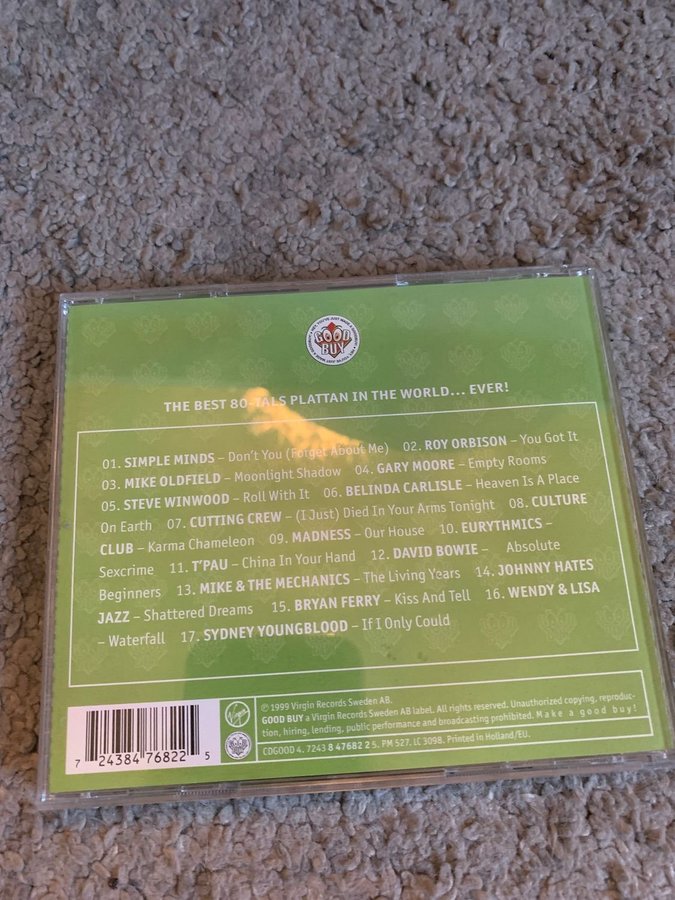 GOOD
BUY
THE BEST 80-TALS PLATTAN IN THE WORLD... EVER!
01. SIMPLE MINDS – Don't You (Forget About Me) 02. ROY ORBISON – You Got It
03. MIKE OLDFIELD – Moonlight Shadow 04. GARY MOORE – Empty Rooms
05. STEVE WINWOOD – Roll With It 06. BELINDA CARLISLE – Heaven Is A Place
On Earth 07. CUTTING CREW – (I Just) Died In Your Arms Tonight 08. CULTURE
CLUB – Karma Chameleon 09. MADNESS – Our House 10. EURYTHMICS –
Sexcrime 11. T'PAU – China In Your Hand 12. DAVID BOWIE – Absolute
Beginners 13. MIKE & THE MECHANICS – The Living Years 14. JOHNNY HATES
JAZZ – Shattered Dreams 15. BRYAN FERRY – Kiss And Tell 16. WENDY & LISA
– Waterfall 17. SYDNEY YOUNGBLOOD – If I Only Could
7 24384 76822 5
Virgin
℗ 1999 Virgin Records Sweden AB.
GOOD BUY a Virgin Records Sweden AB label. All rights reserved. Unauthorized copying, reproduc-
tion, hiring, lending, public performance and broadcasting prohibited. Make a good buy!
CDGOOD 4. 7243 8 47682 2 5. PM 527. LC 3098. Printed in Holland/EU.